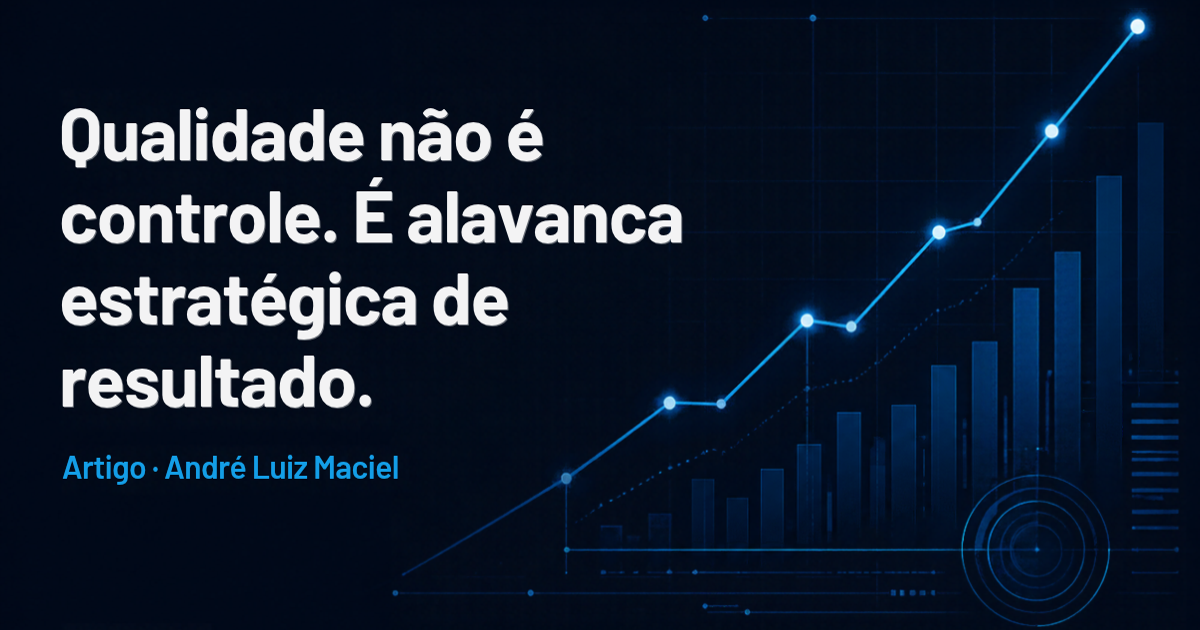 Qualidade não é
controle. É alavanca
estratégica de
resultado.
Artigo · André Luiz Maciel